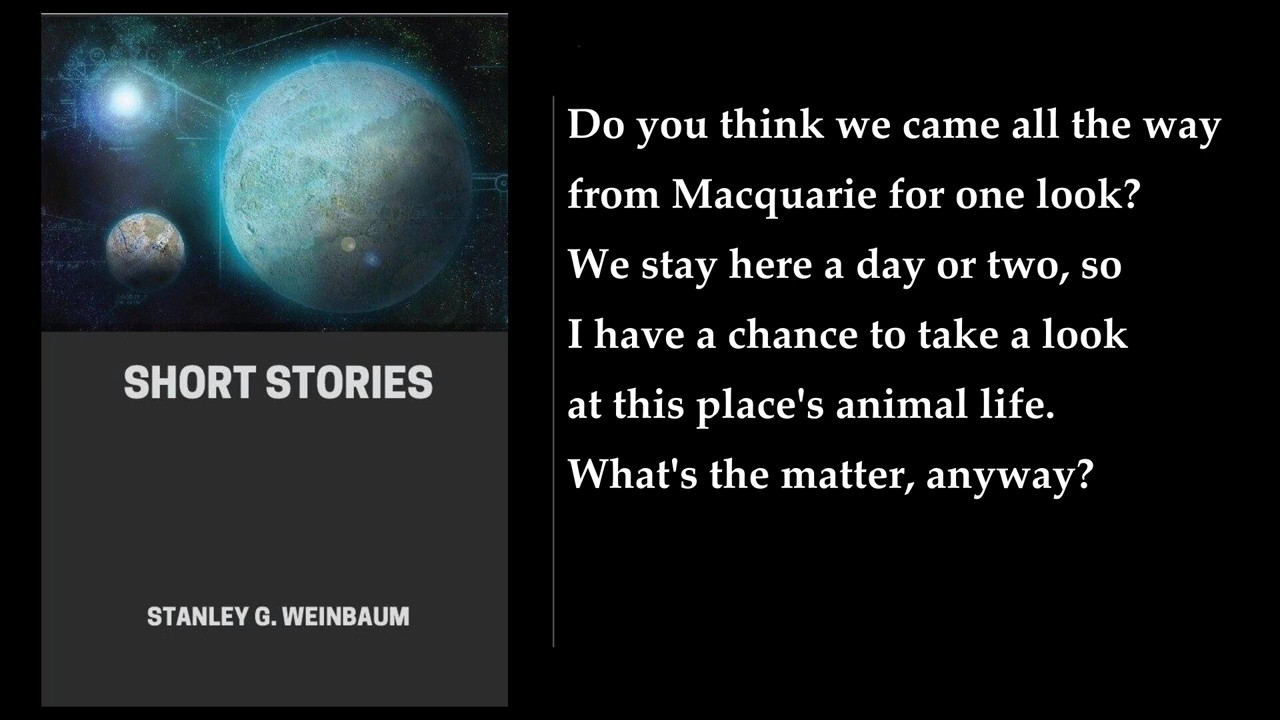 SHORT STORIES
STANLEY G. WEINBAUM
Do you think we came all the way
from Macquarie for one look?
We stay here a day or two, so
I have a chance to take a look
at this place's animal life.
What's the matter, anyway?